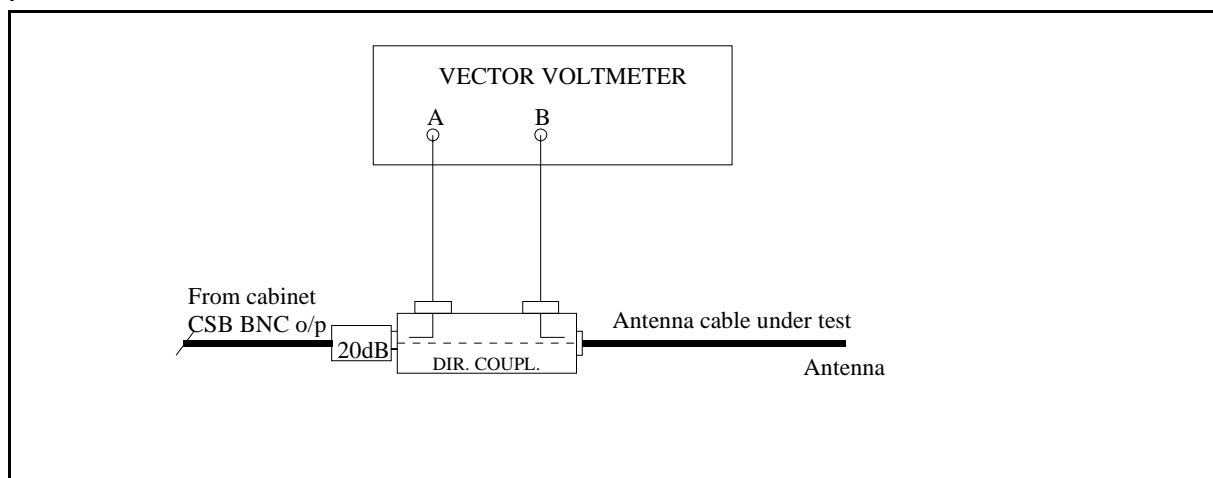 VECTOR VOLTMETER
A
B
From cabinet
CSB BNC o/p
20dB
DIR. COUPL.
Antenna cable under test
Antenna